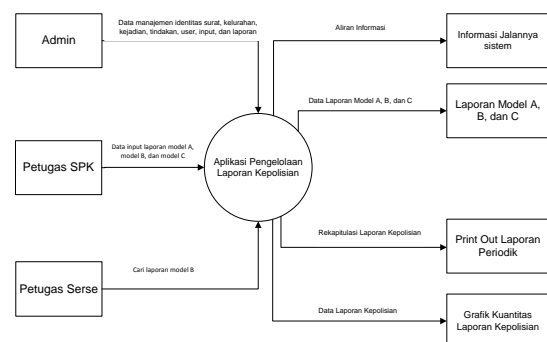 Admin
Data manajemen identitas surat, kelurahan,
kejadian, tindakan, user, input, dan laporan
Aliran Informasi
Informasi Jalannya
sistem
Data Laporan Model A, B, dan C
Laporan Model A,
B, dan C
Petugas SPK
Data input laporan model A,
model B, dan model C
Aplikasi Pengelolaan
Laporan Kepolisian
Rekapitulasi Laporan Kepolisian
Print Out Laporan
Periodik
Petugas Serse
Cari laporan model B
Data Laporan Kepolisian
Grafik Kuantitas
Laporan Kepolisian